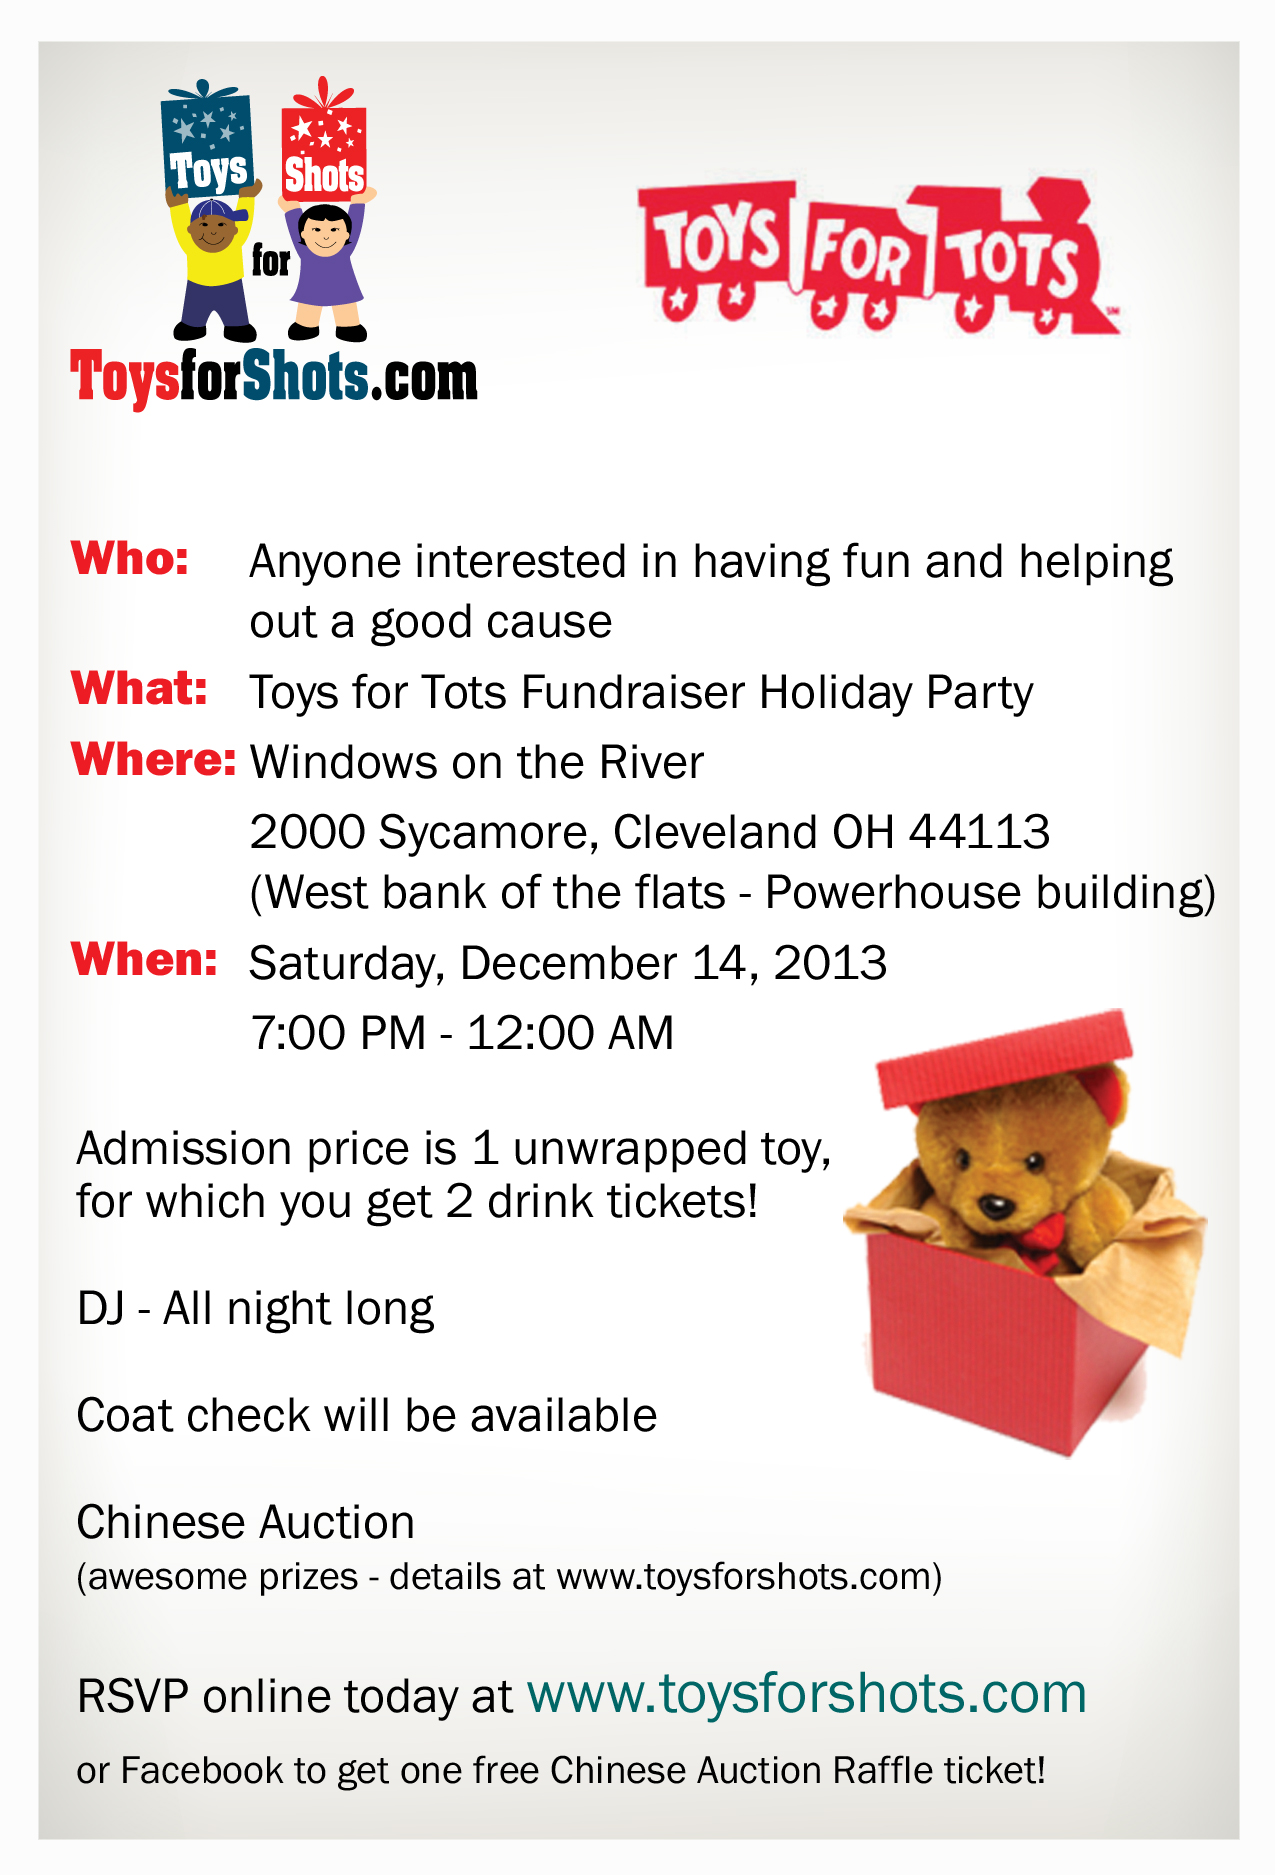 Toys
Shots
for
ToysforShots.com
TOYS FOR TOTS
SM
Who: Anyone interested in having fun and helping
out a good cause
What: Toys for Tots Fundraiser Holiday Party
Where: Windows on the River
2000 Sycamore, Cleveland OH 44113
(West bank of the flats - Powerhouse building)
When: Saturday, December 14, 2013
7:00 PM - 12:00 AM
Admission price is 1 unwrapped toy,
for which you get 2 drink tickets!
DJ - All night long
Coat check will be available
Chinese Auction
(awesome prizes - details at www.toysforshots.com)
RSVP online today at www.toysforshots.com
or Facebook to get one free Chinese Auction Raffle ticket!